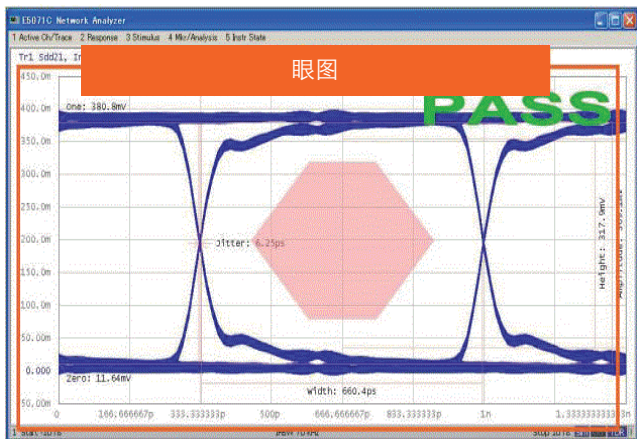 E5071C Network Analyzer
1 Active Ch/Trace 2 Response 3 Stimulus 4 Mkr/Analysis 5 Instr State
Tr1 Sdd21,
眼图
PASS
450.0m
400.0m
One: 380.8mV
350.0m
300.0m
250.0m
200.0m
Jitter: 6.25ps
Height: 317.9mV
150.0m
100.0m
50.00m
0.000
Zero: 11.64mV
Width: 660.4ps
50.00m
0 166.666667p 333.333333p 500p 666.666667p 833.333333p 1n 1.33333333333n